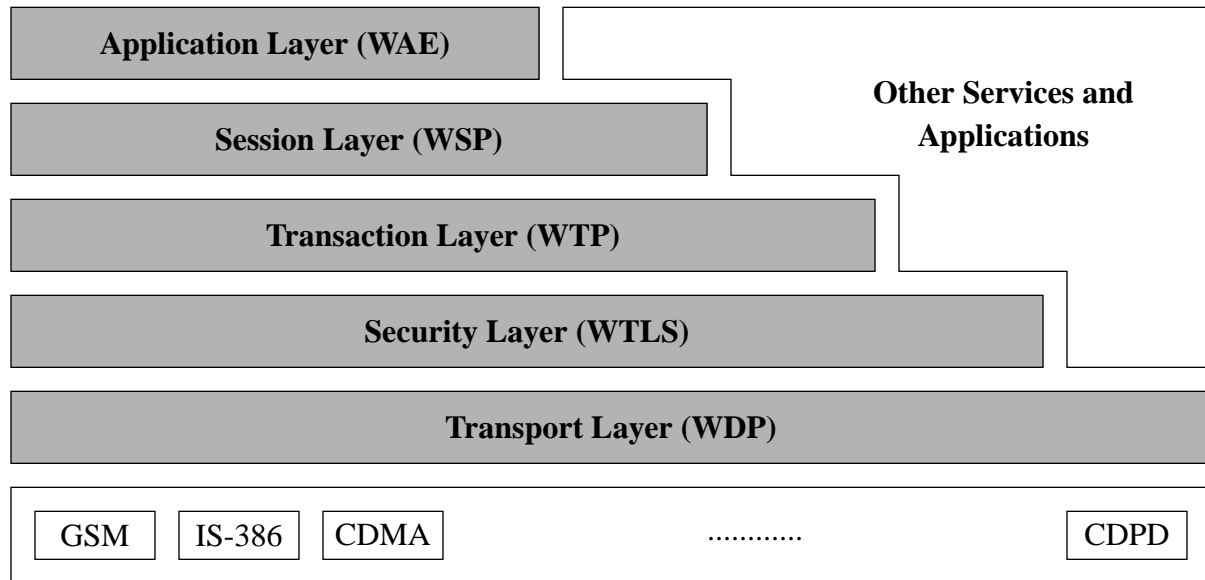 Application Layer (WAE)
Other Services and
Applications
Session Layer (WSP)
Transaction Layer (WTP)
Security Layer (WTLS)
Transport Layer (WDP)
GSM
IS-386
CDMA
............
CDPD